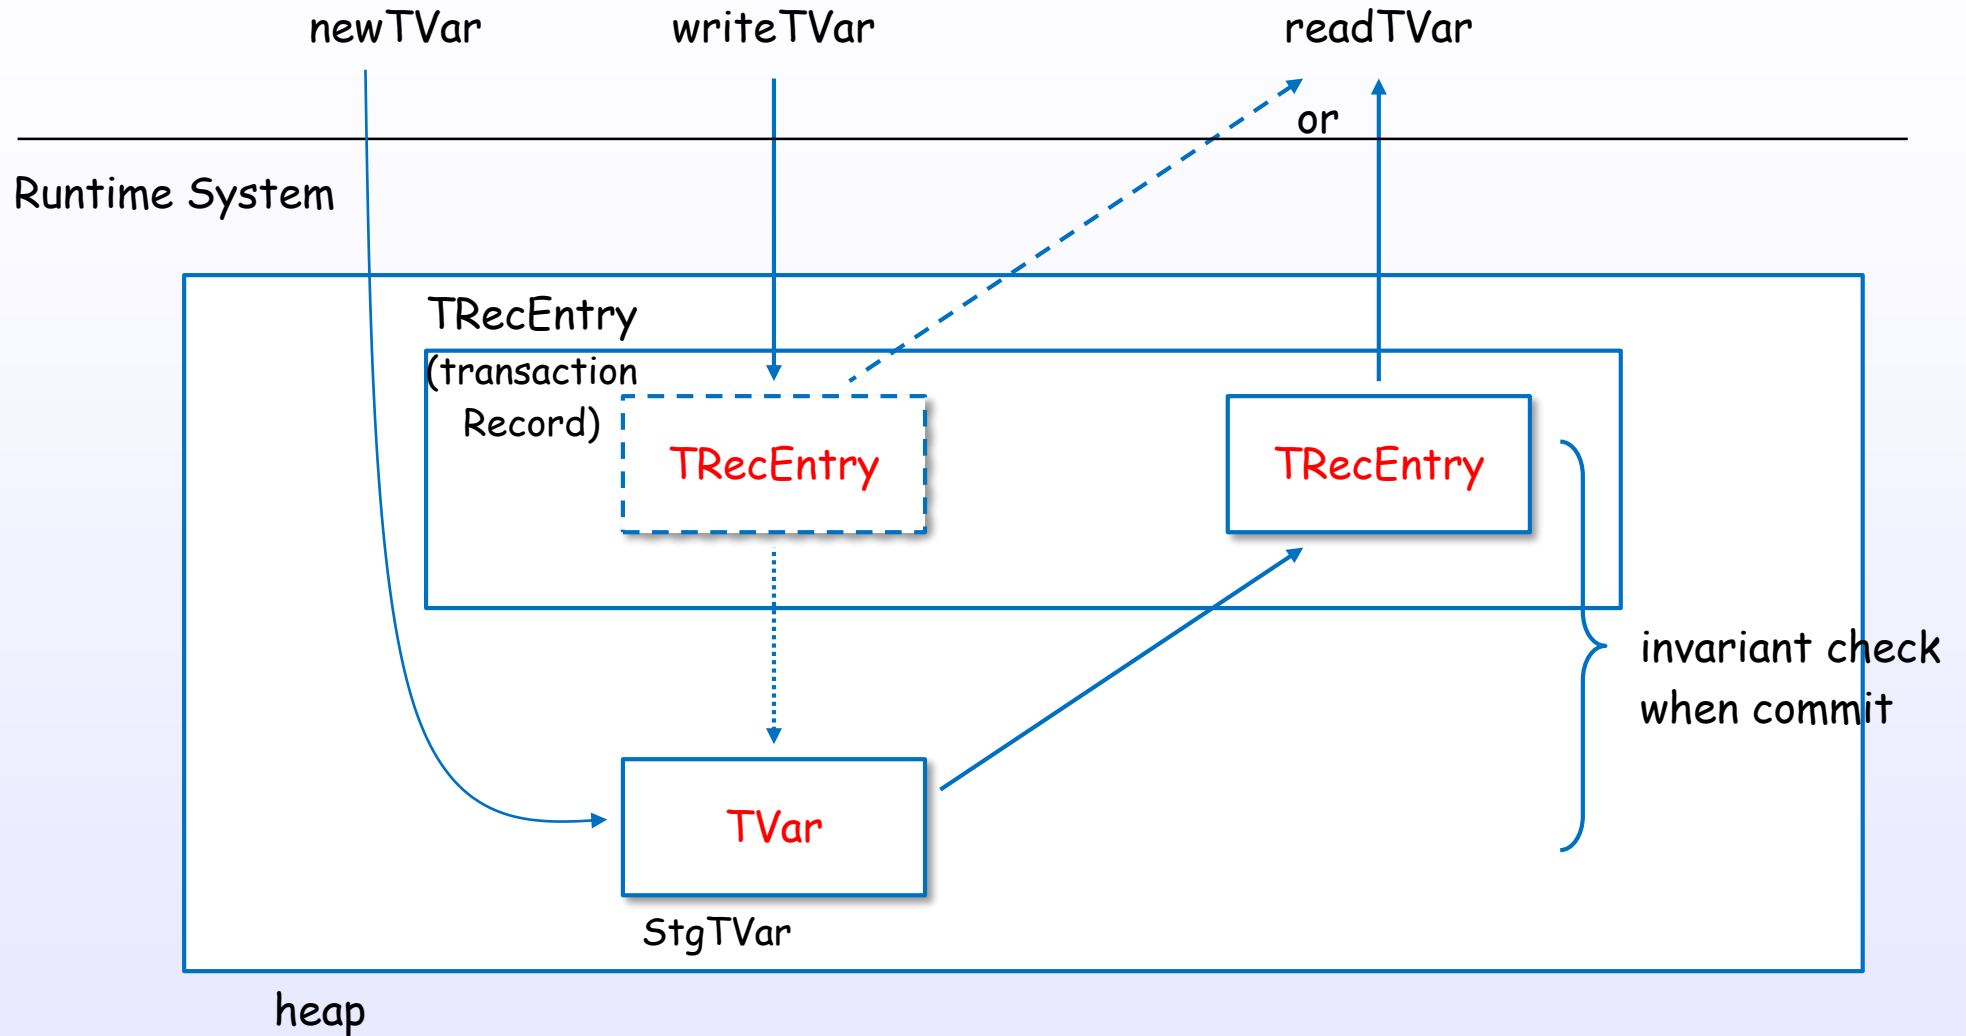 newTVar
writeTVar
readTVar
or
Runtime System
TRecEntry
(transaction
Record)
TRecEntry
TRecEntry
invariant check
when commit
TVar
StgTVar
heap